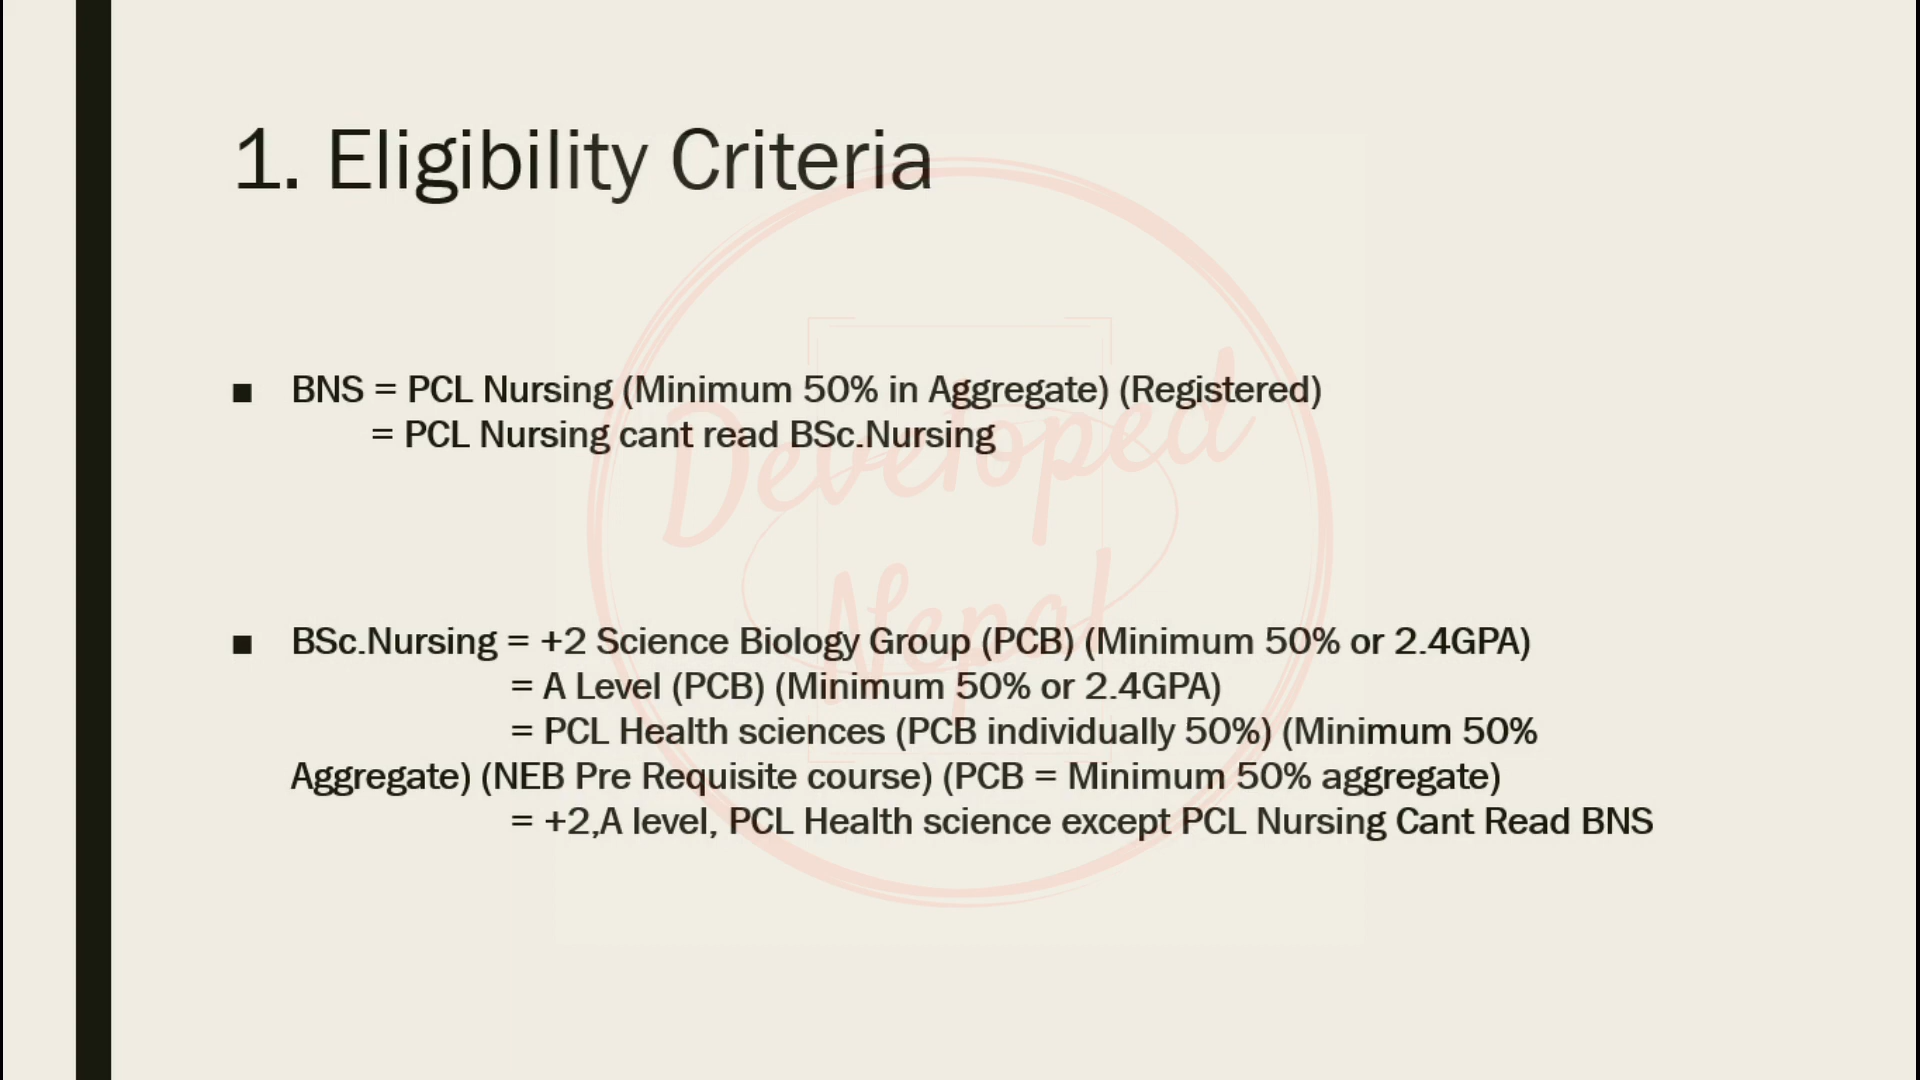 1. Eligibility Criteria
■ BNS = PCL Nursing (Minimum 50% in Aggregate) (Registered)
= PCL Nursing cant read BSc.Nursing
■ BSc.Nursing = +2 Science Biology Group (PCB) (Minimum 50% or 2.4GPA)
= A Level (PCB) (Minimum 50% or 2.4GPA)
= PCL Health sciences (PCB individually 50%) (Minimum 50%
Aggregate) (NEB Pre Requisite course) (PCB = Minimum 50% aggregate)
= +2,A level, PCL Health science except PCL Nursing Cant Read BNS
Developed
Nepal